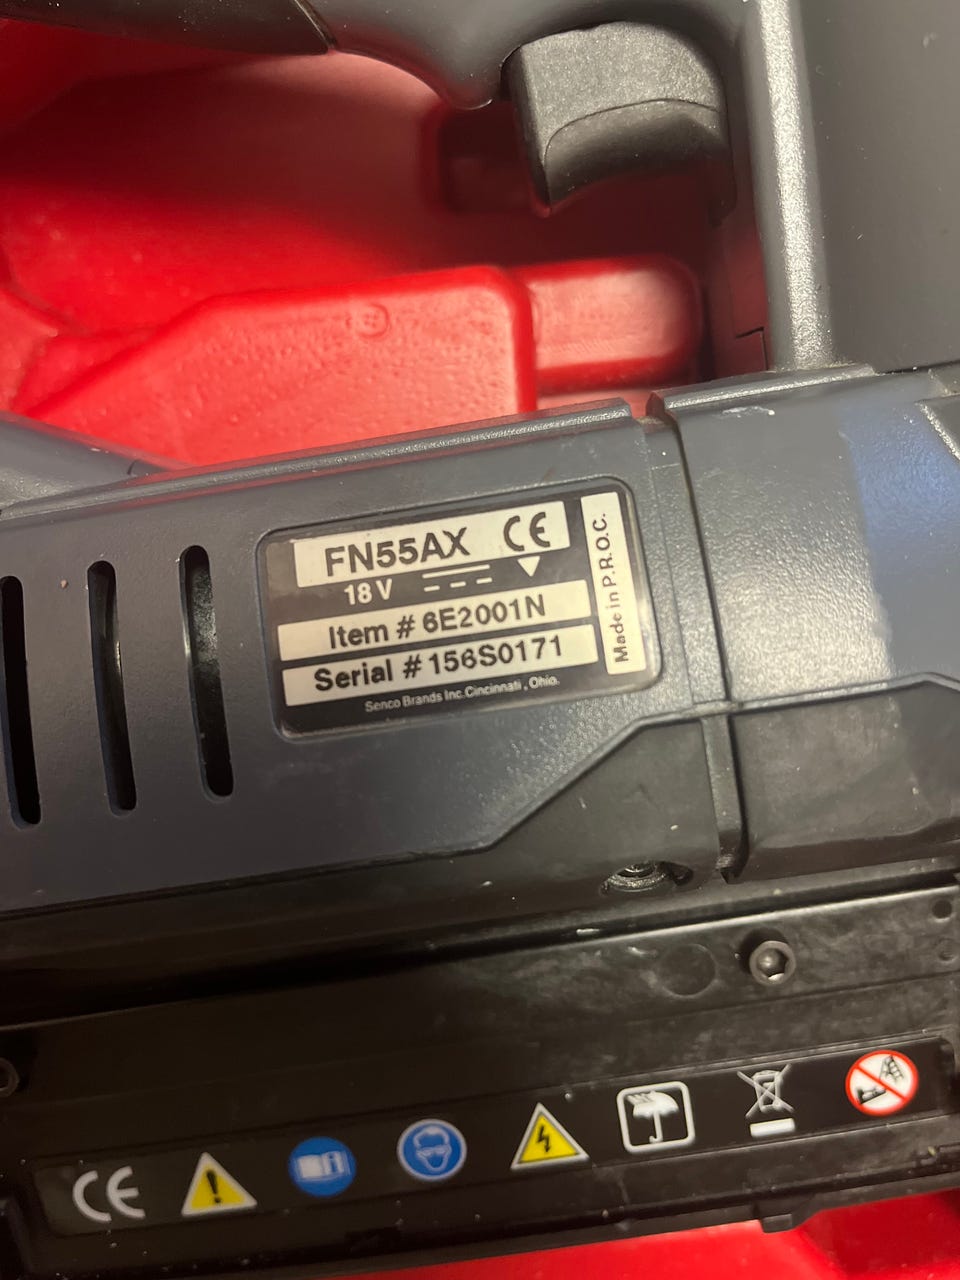 FN55AX CE
18 V
Item # 6E2001N
Serial # 156S0171
Senco Brands Inc. Cincinnati, Ohio.
Made in P.R.O.C.
CE